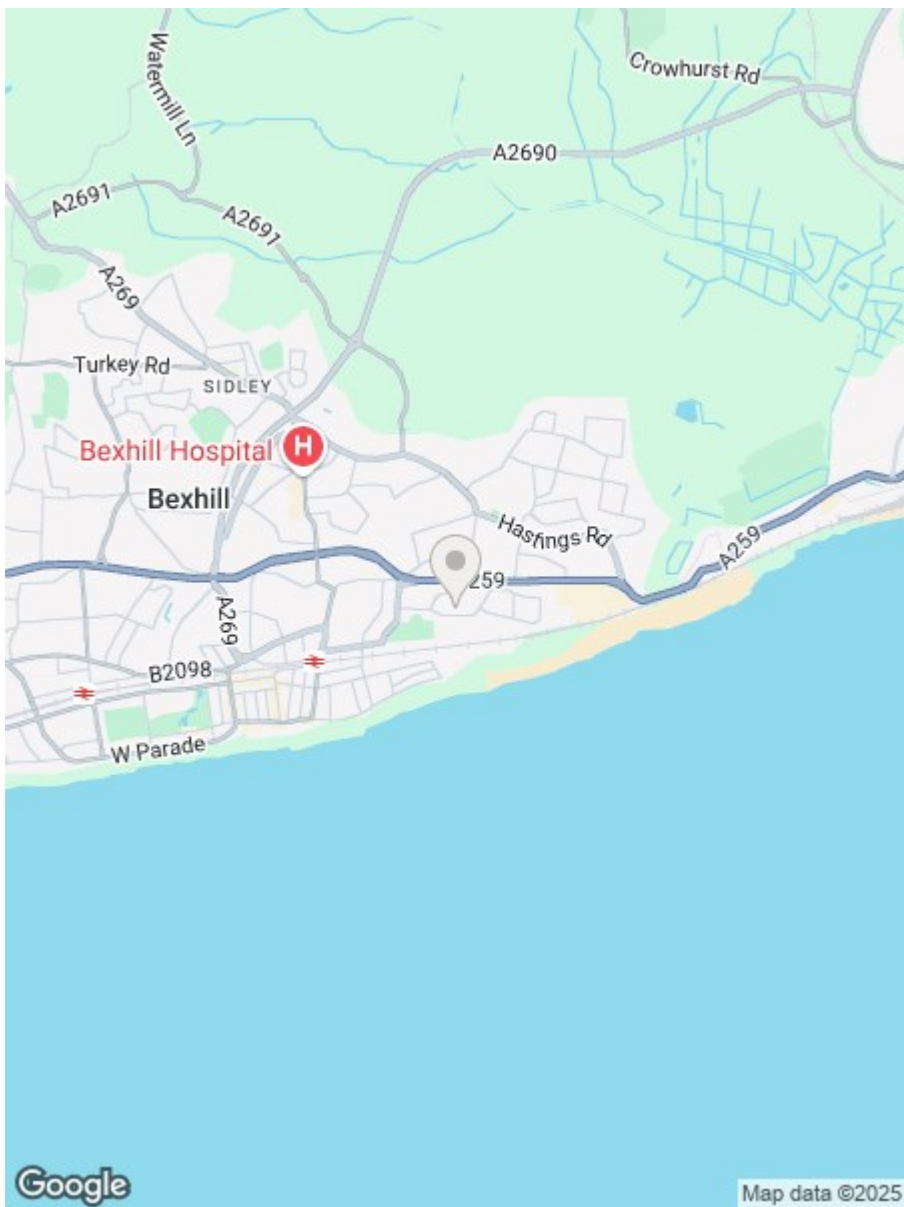 Watermill Ln
Crowhurst Rd
A2690
A2691
A2691
A269
Turkey Rd
SIDLEY
Bexhill Hospital
H
Bexhill
Hastings Rd
A259
259
A269
B2098
W Parade
Google
Map data ©2025